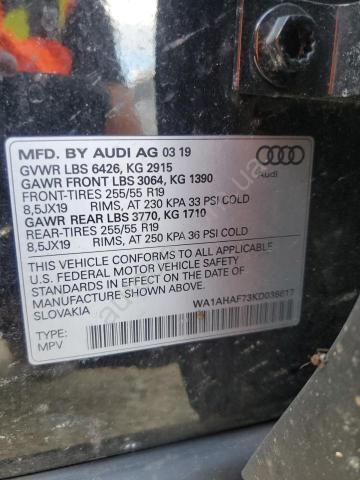 MFD. BY AUDI AG 03 19
GVWR LBS 6426, KG 2915
GAWR FRONT LBS 3064, KG 1390
FRONT-TIRES 255/55 R19
8,5JX19 RIMS, AT 230 KPA 33 PSI COLD
GAWR REAR LBS 3770, KG 1710
REAR-TIRES 255/55 R19
8,5JX19 RIMS, AT 250 KPA 36 PSI COLD
Audi
THIS VEHICLE CONFORMS TO ALL APPLICABLE
U.S. FEDERAL MOTOR VEHICLE SAFETY
STANDARDS IN EFFECT ON THE DATE OF
MANUFACTURE SHOWN ABOVE.
SLOVAKIA
WA1AHAF73KD036617
TYPE:
MPV